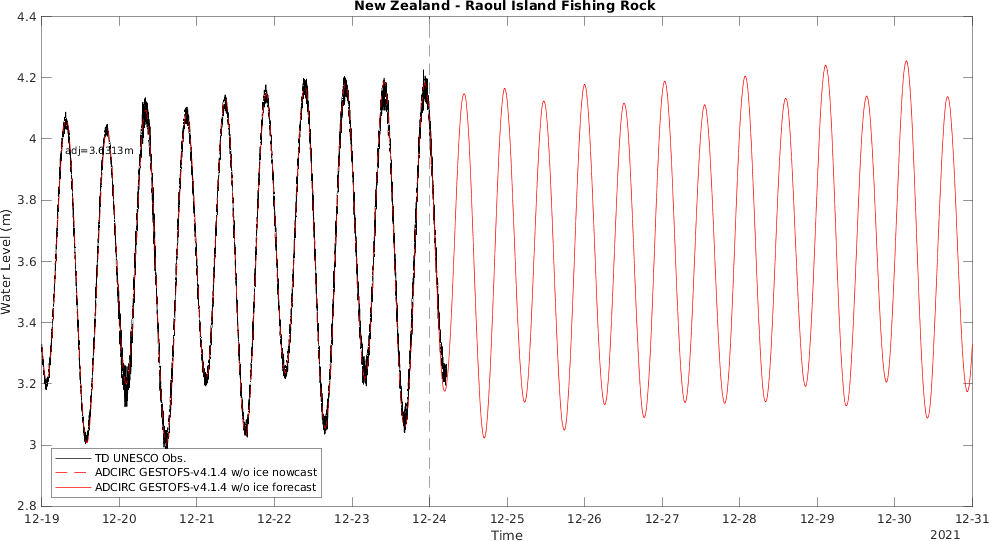 New Zealand - Raoul Island Fishing Rock
4.4
4.2
4
3.8
3.6
3.4
3.2
3
2.8
Water Level (m)
adj=3.6313m
TD UNESCO Obs.
ADCIRC GESTOFS-v4.1.4 w/o ice nowcast
ADCIRC GESTOFS-v4.1.4 w/o ice forecast
12-19 12-20 12-21 12-22 12-23 12-24 12-25 12-26 12-27 12-28 12-29 12-30 12-31
Time
2021